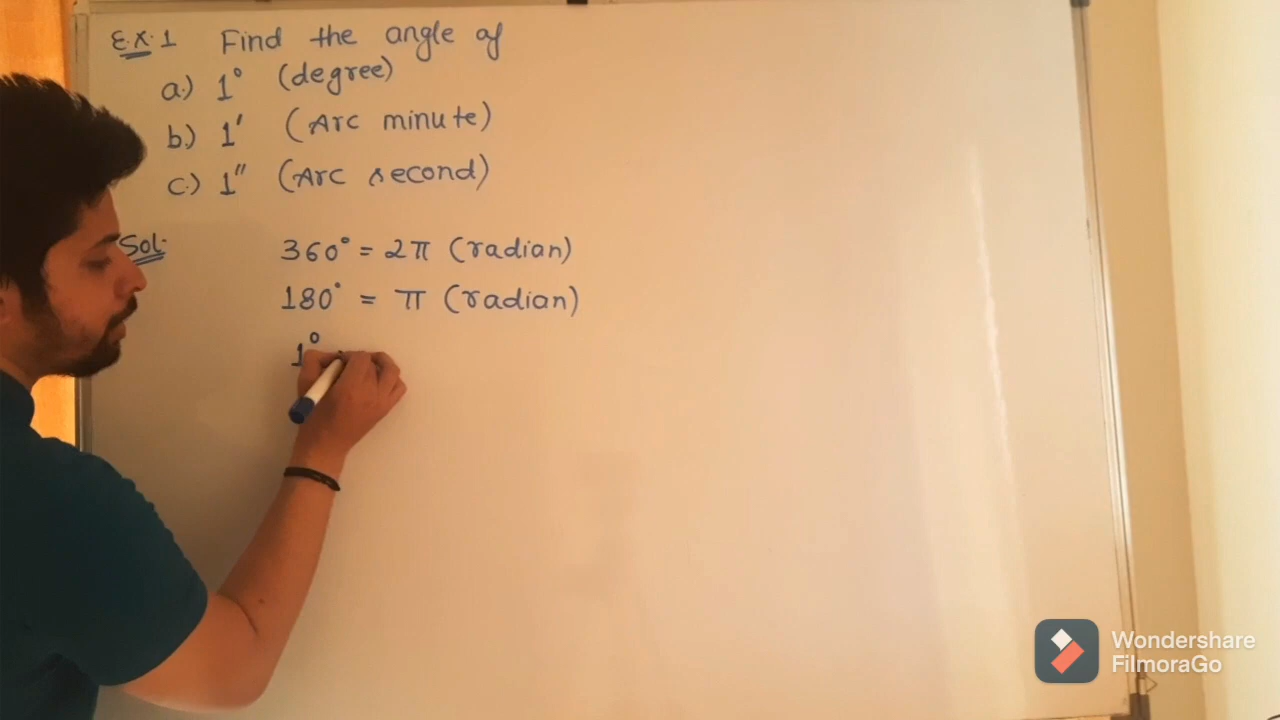 Ex. 1 Find the angle of
a.) 1° (degree)
b.) 1' (Arc minute)
c.) 1" (Arc second)
Sol.
360° = 2π (radian)
180° = π (radian)
1°
Wondershare
FilmoraGo